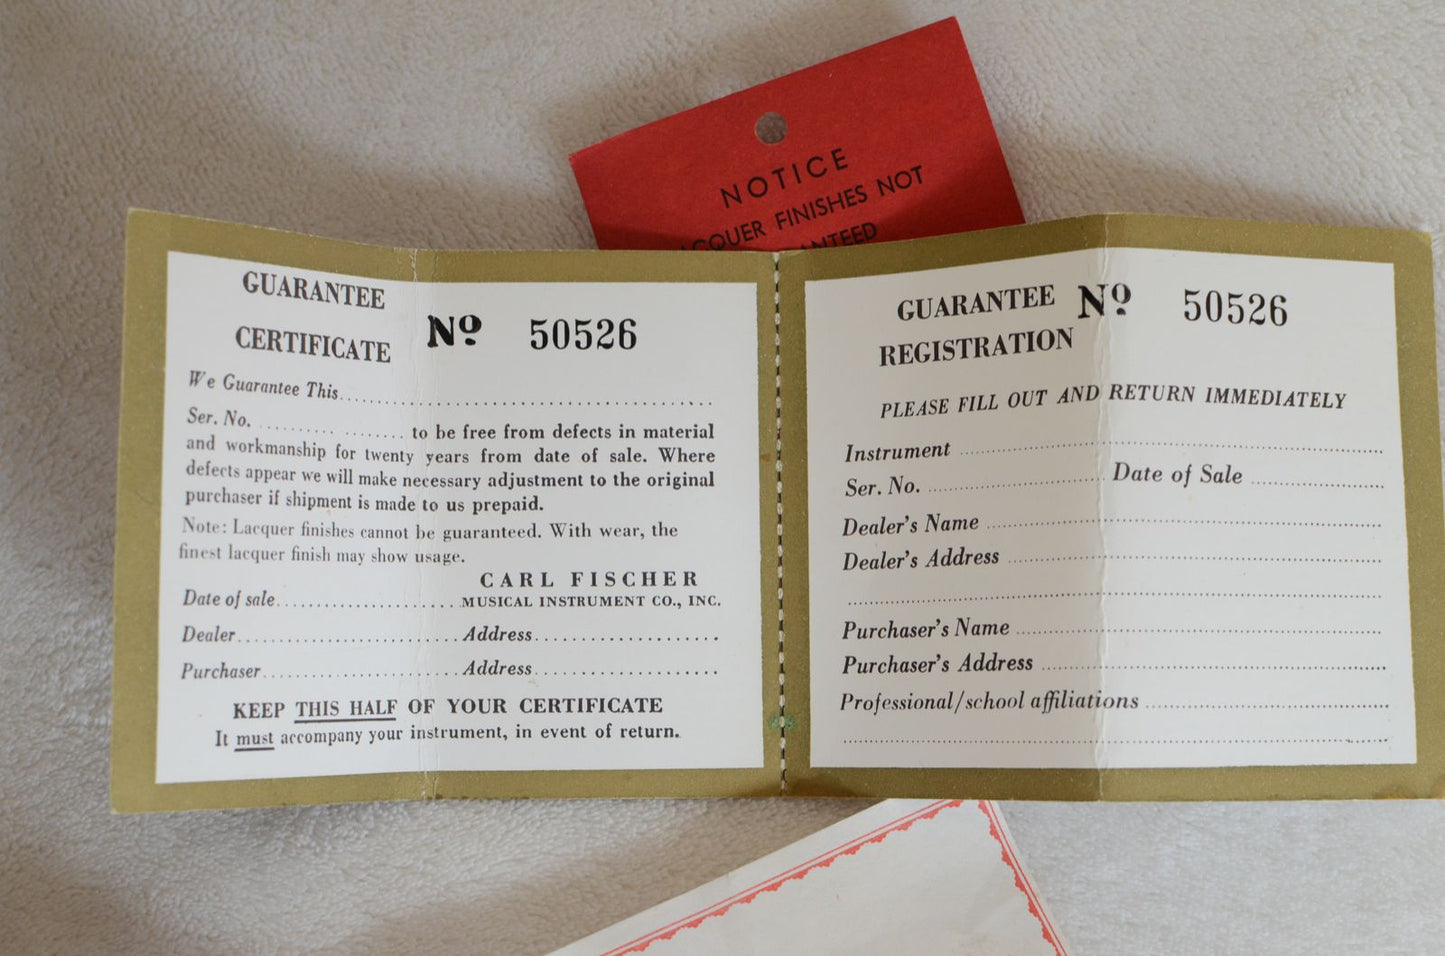 NOTICE
LACQUER FINISHES NOT
GUARANTEED
GUARANTEE
CERTIFICATE
Nº 50526
We Guarantee This
Ser. No. to be free from defects in material
and workmanship for twenty years from date of sale. Where
defects appear we will make necessary adjustment to the original
purchaser if shipment is made to us prepaid.
Note: Lacquer finishes cannot be guaranteed. With wear, the
finest lacquer finish may show usage.
CARL FISCHER
Date of sale MUSICAL INSTRUMENT CO., INC.
Dealer Address
Purchaser Address
KEEP THIS HALF OF YOUR CERTIFICATE
It must accompany your instrument, in event of return.
GUARANTEE
REGISTRATION
Nº 50526
PLEASE FILL OUT AND RETURN IMMEDIATELY
Instrument
Ser. No. Date of Sale
Dealer's Name
Dealer's Address
Purchaser's Name
Purchaser's Address
Professional/school affiliations